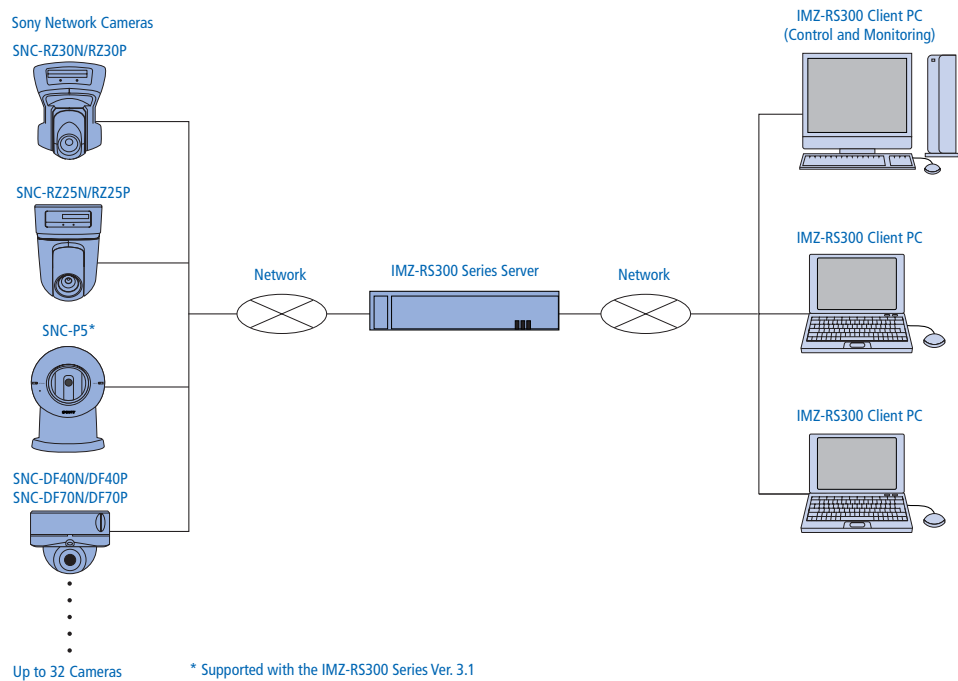 Sony Network Cameras
SNC-RZ30N/RZ30P
SNC-RZ25N/RZ25P
SNC-P5*
SNC-DF40N/DF40P
SNC-DF70N/DF70P
Up to 32 Cameras
Network
IMZ-RS300 Series Server
Network
IMZ-RS300 Client PC
(Control and Monitoring)
IMZ-RS300 Client PC
IMZ-RS300 Client PC
* Supported with the IMZ-RS300 Series Ver. 3.1